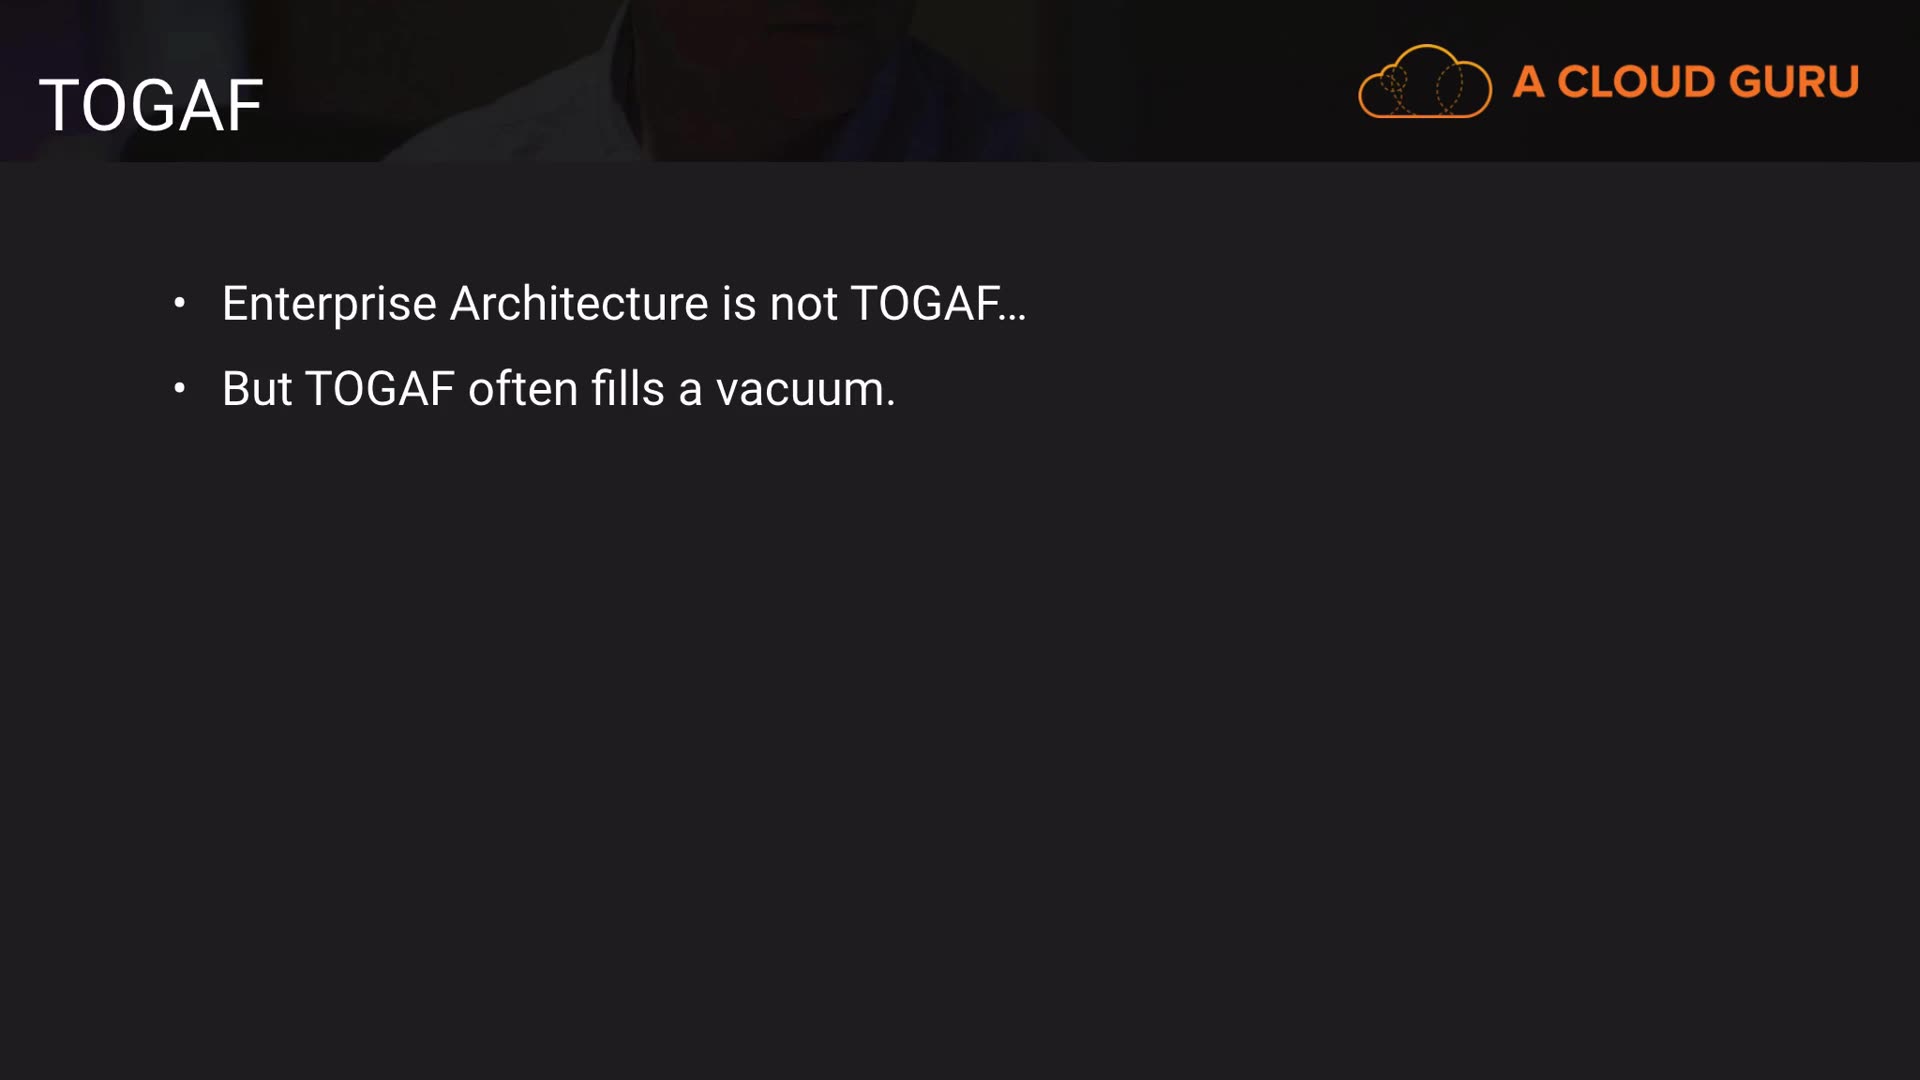 TOGAF
A CLOUD GURU
• Enterprise Architecture is not TOGAF...
• But TOGAF often fills a vacuum.